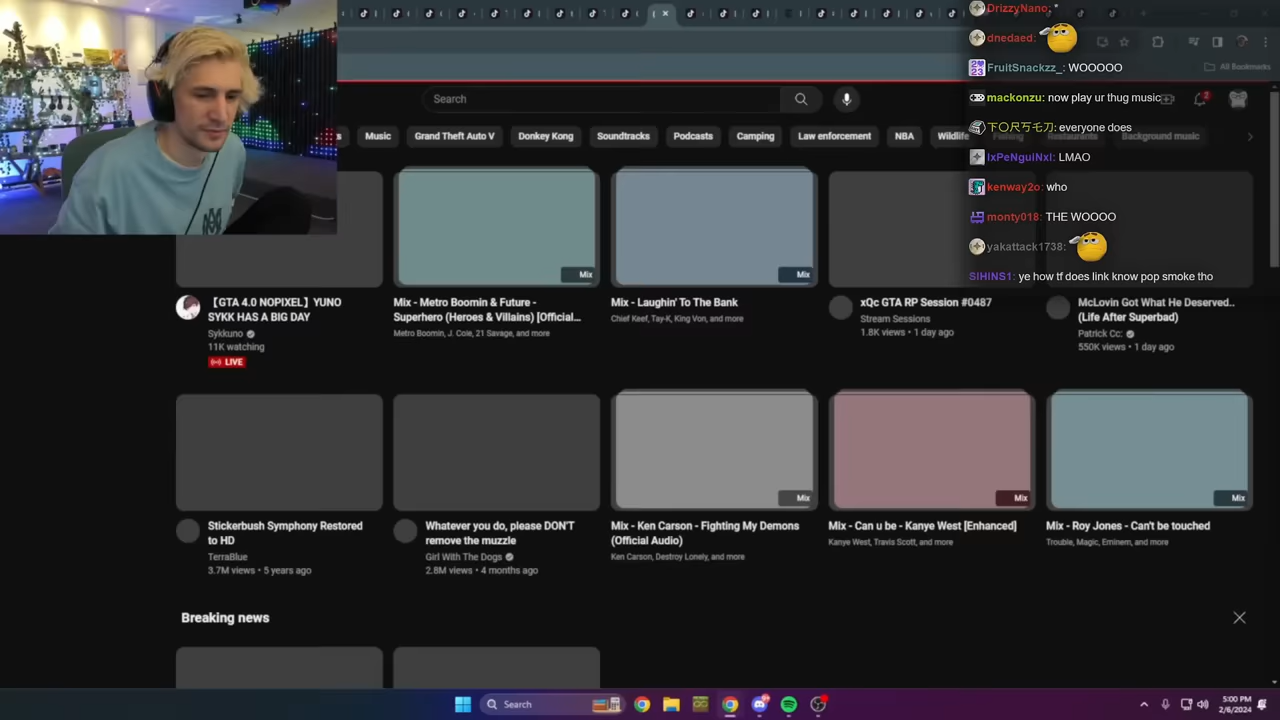 DrizzyNano: "
dnedaed:
FruitSnackzz_: WOOOOO
mackonzu: now play ur thug music
下〇尺丂乇刀: everyone does
IxPeNguiNxI: LMAO
kenway2o: who
monty018: THE WOOOO
yakattack1738:
SIHINS1: ye how tf does link know pop smoke tho
All Bookmarks
Search
2
Music
Grand Theft Auto V
Donkey Kong
Soundtracks
Podcasts
Camping
Law enforcement
NBA
Wildlife
Restaurants
Background music
Mix
Mix
【GTA 4.0 NOPIXEL】YUNO
SYKK HAS A BIG DAY
Sykkuno
11K watching
LIVE
Mix - Metro Boomin & Future -
Superhero (Heroes & Villains) [Official...
Metro Boomin, J. Cole, 21 Savage, and more
Mix - Laughin' To The Bank
Chief Keef, Tay-K, King Von, and more
xQc GTA RP Session #0487
Stream Sessions
1.8K views • 1 day ago
McLovin Got What He Deserved..
(Life After Superbad)
Patrick Cc:
550K views • 1 day ago
Mix
Mix
Mix
Stickerbush Symphony Restored
to HD
TerraBlue
3.7M views • 5 years ago
Whatever you do, please DON'T
remove the muzzle
Girl With The Dogs
2.8M views • 4 months ago
Mix - Ken Carson - Fighting My Demons
(Official Audio)
Ken Carson, Destroy Lonely, and more
Mix - Can u be - Kanye West [Enhanced]
Kanye West, Travis Scott, and more
Mix - Roy Jones - Can't be touched
Trouble, Magic, Eminem, and more
Breaking news
Search
5:00 PM
2/6/2024